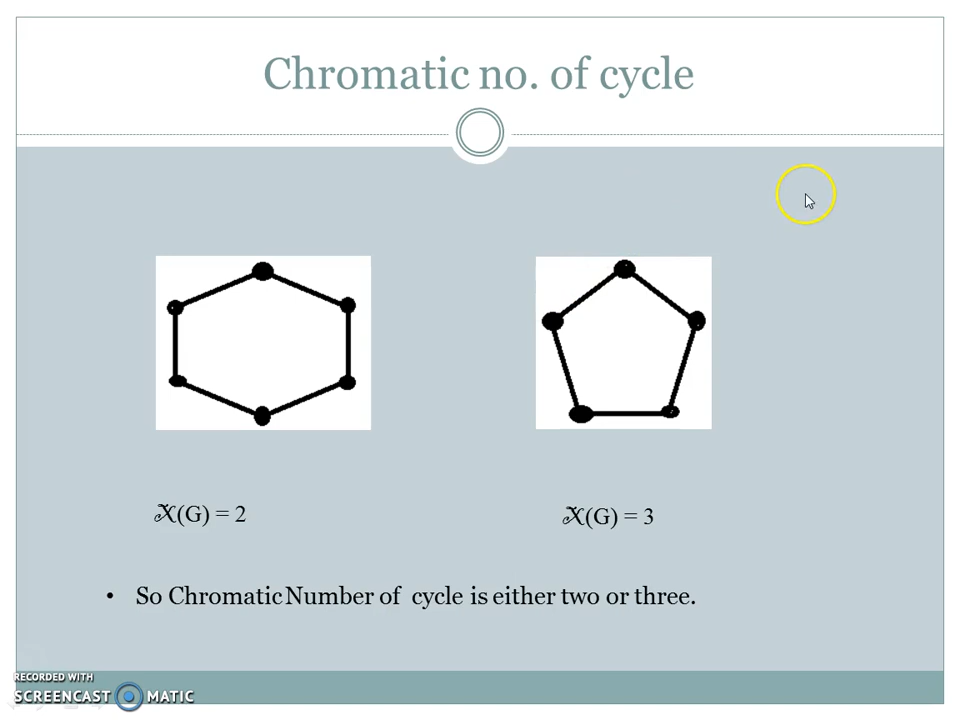 Chromatic no. of cycle
X(G) = 2
X(G) = 3
• So Chromatic Number of cycle is either two or three.
RECORDED WITH
SCREENCAST MATIC